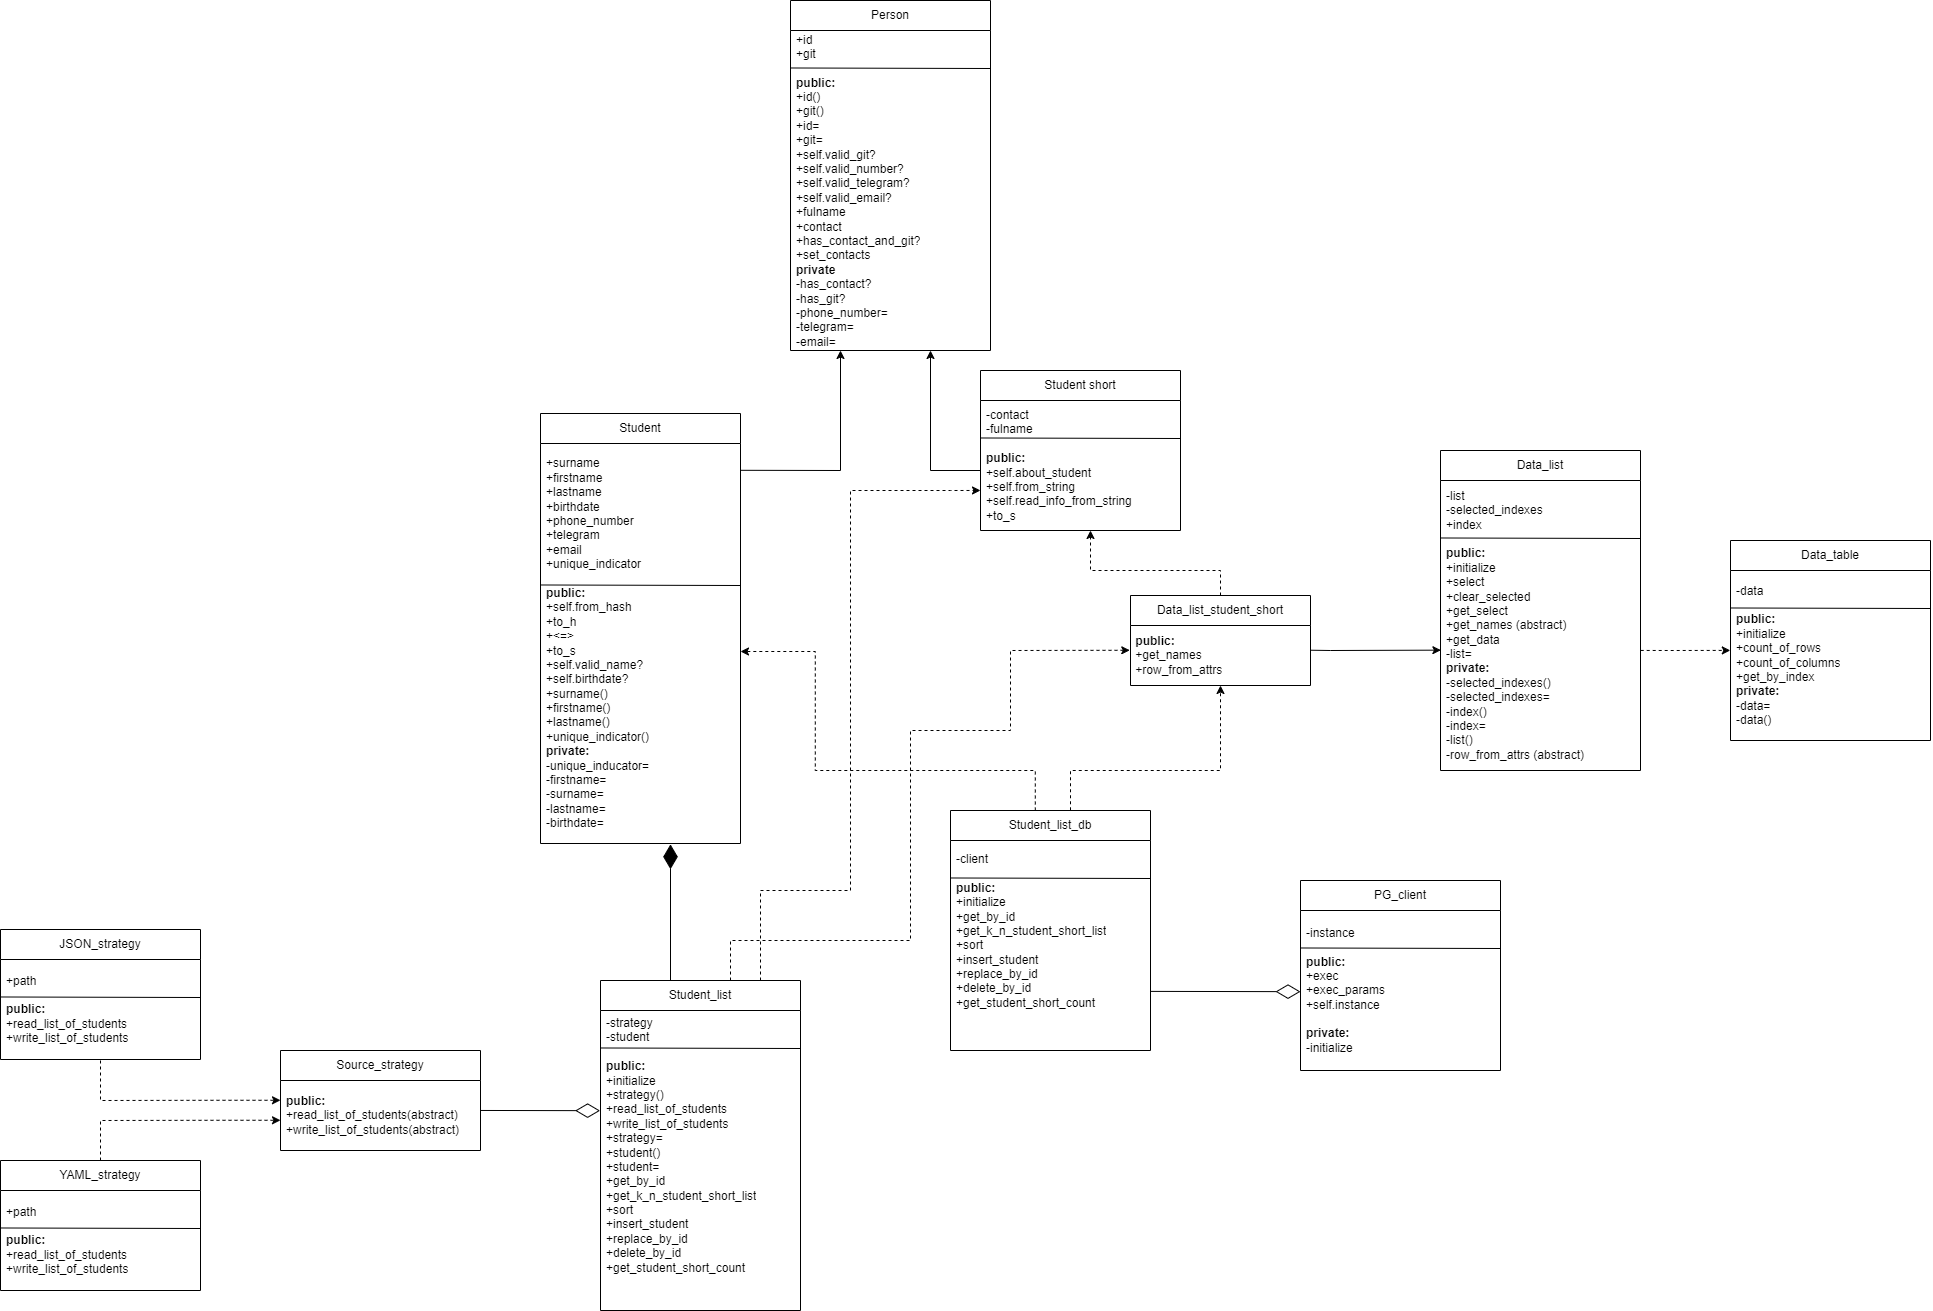 Person
+id
+git
public:
+id()
+git()
+id=
+git=
+self.valid_git?
+self.valid_number?
+self.valid_telegram?
+self.valid_email?
+fulname
+contact
+has_contact_and_git?
+set_contacts
private
-has_contact?
-has_git?
-phone_number=
-telegram=
-email=
Student short
-contact
-fulname
public:
+self.about_student
+self.from_string
+self.read_info_from_string
+to_s
Student
+surname
+firstname
+lastname
+birthdate
+phone_number
+telegram
+email
+unique_indicator
public:
+self.from_hash
+to_h
+<=>
+to_s
+self.valid_name?
+self.birthdate?
+surname()
+firstname()
+lastname()
+unique_indicator()
private:
-unique_inducator=
-firstname=
-surname=
-lastname=
-birthdate=
Data_list
-list
-selected_indexes
+index
public:
+initialize
+select
+clear_selected
+get_select
+get_names (abstract)
+get_data
-list=
private:
-selected_indexes()
-selected_indexes=
-index()
-index=
-list()
-row_from_attrs (abstract)
Data_table
-data
public:
+initialize
+count_of_rows
+count_of_columns
+get_by_index
private:
-data=
-data()
Data_list_student_short
public:
+get_names
+row_from_attrs
Student_list_db
-client
public:
+initialize
+get_by_id
+get_k_n_student_short_list
+sort
+insert_student
+replace_by_id
+delete_by_id
+get_student_short_count
PG_client
-instance
public:
+exec
+exec_params
+self.instance
private:
-initialize
JSON_strategy
+path
public:
+read_list_of_students
+write_list_of_students
Source_strategy
public:
+read_list_of_students(abstract)
+write_list_of_students(abstract)
YAML_strategy
+path
public:
+read_list_of_students
+write_list_of_students
Student_list
-strategy
-student
public:
+initialize
+strategy()
+read_list_of_students
+write_list_of_students
+strategy=
+student()
+student=
+get_by_id
+get_k_n_student_short_list
+sort
+insert_student
+replace_by_id
+delete_by_id
+get_student_short_count